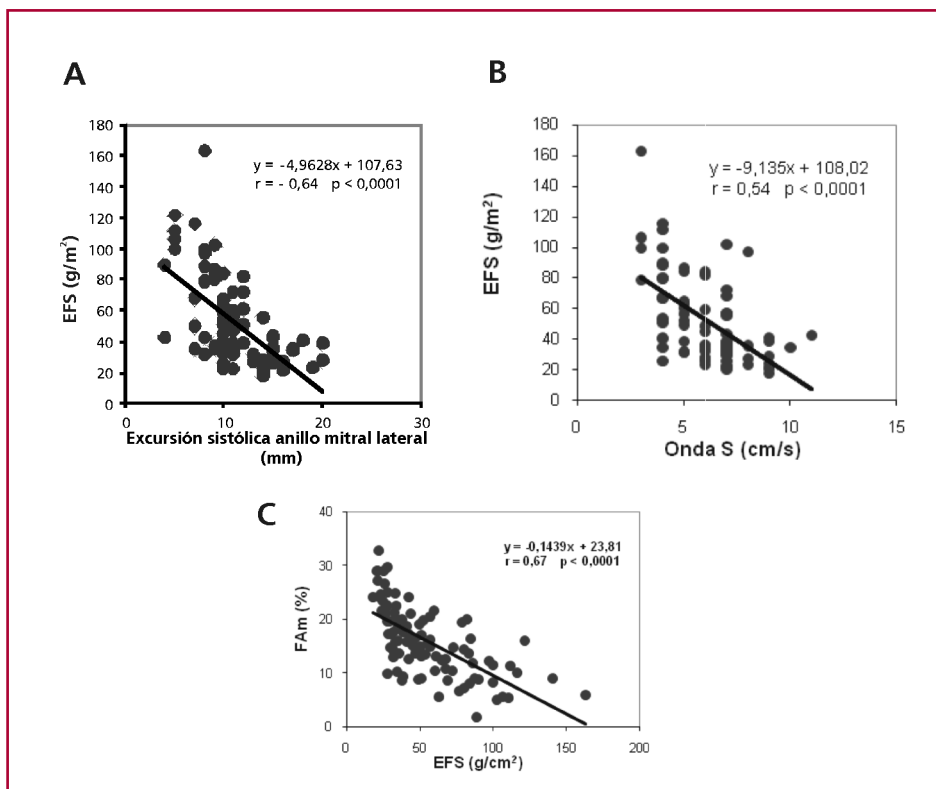 A
180
160
140
120
100
80
60
40
20
0
EFS (g/m²)
y = -4,9628x + 107,63
r = - 0,64 p < 0,0001
0 10 20 30
Excursión sistólica anillo mitral lateral
(mm)
B
180
160
140
120
100
80
60
40
20
0
EFS (g/m²)
y = -9,135x + 108,02
r = 0,54 p < 0,0001
0 5 10 15
Onda S (cm/s)
C
40
30
20
10
0
FAm (%)
y = -0,1439x + 23,81
r = 0,67 p < 0,0001
0 50 100 150 200
EFS (g/cm²)